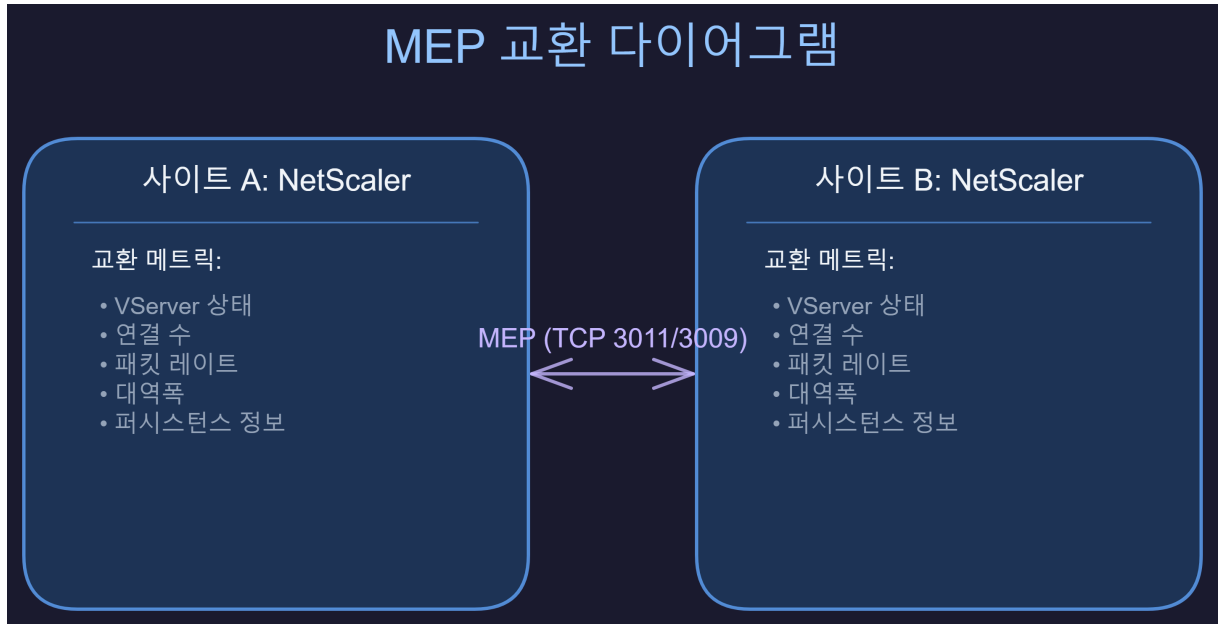 MEP 교환 다이어그램
사이트 A: NetScaler
교환 메트릭:
• VServer 상태
• 연결 수
• 패킷 레이트
• 대역폭
• 퍼시스턴스 정보
MEP (TCP 3011/3009)
사이트 B: NetScaler
교환 메트릭:
• VServer 상태
• 연결 수
• 패킷 레이트
• 대역폭
• 퍼시스턴스 정보